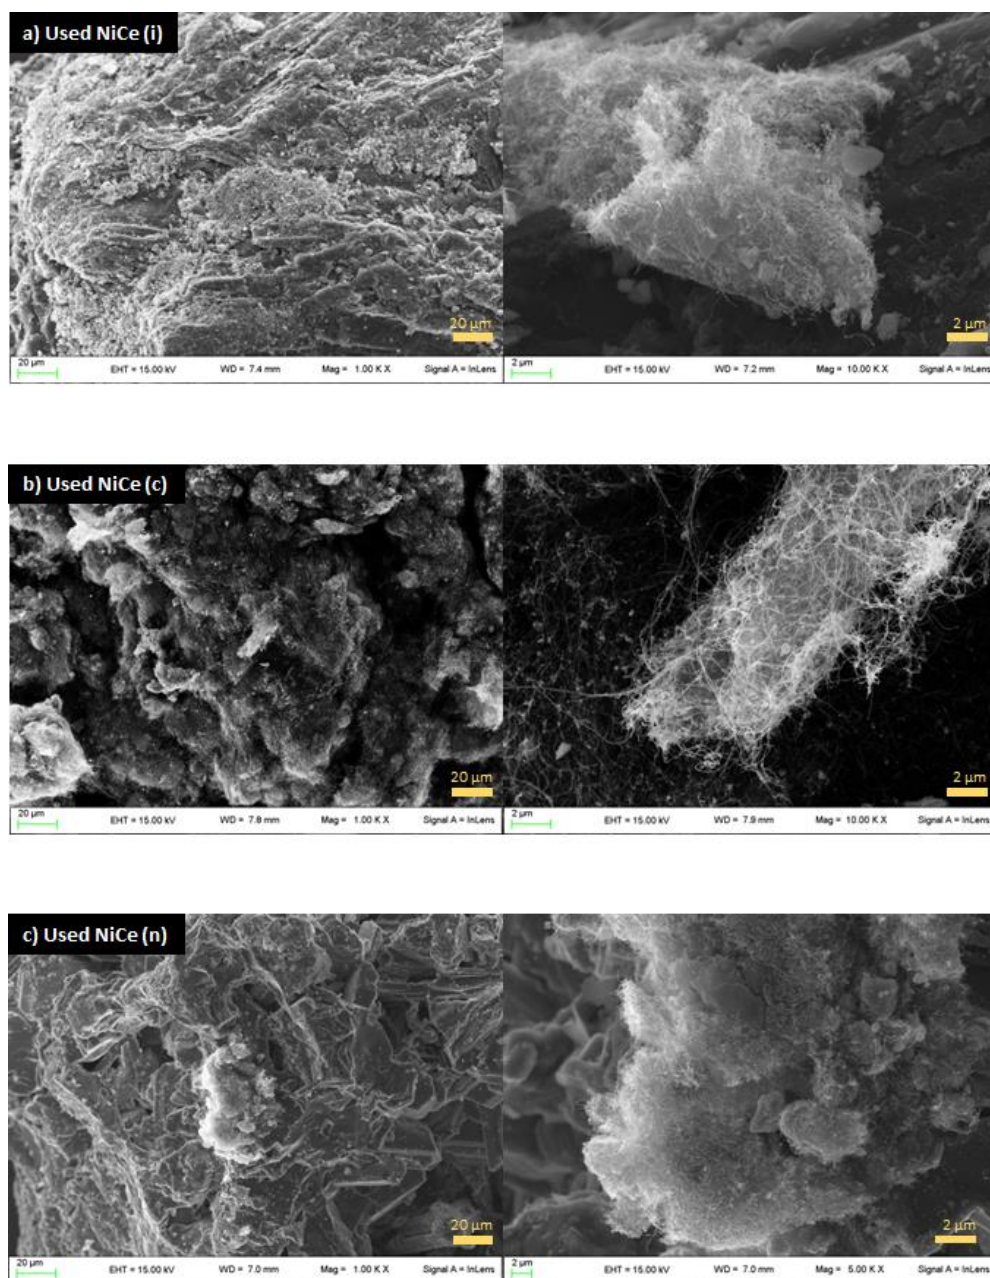 a) Used NiCe (i)
20 µm
2 µm
20 µm EHT = 15.00 kV WD = 7.4 mm Mag = 1.00 K X Signal A = InLens
2 µm EHT = 15.00 kV WD = 7.2 mm Mag = 10.00 K X Signal A = InLens
b) Used NiCe (c)
20 µm
2 µm
20 µm EHT = 15.00 kV WD = 7.8 mm Mag = 1.00 K X Signal A = InLens
2 µm EHT = 15.00 kV WD = 7.9 mm Mag = 10.00 K X Signal A = InLens
c) Used NiCe (n)
20 µm
2 µm
20 µm EHT = 15.00 kV WD = 7.0 mm Mag = 1.00 K X Signal A = InLens
2 µm EHT = 15.00 kV WD = 7.0 mm Mag = 5.00 K X Signal A = InLens